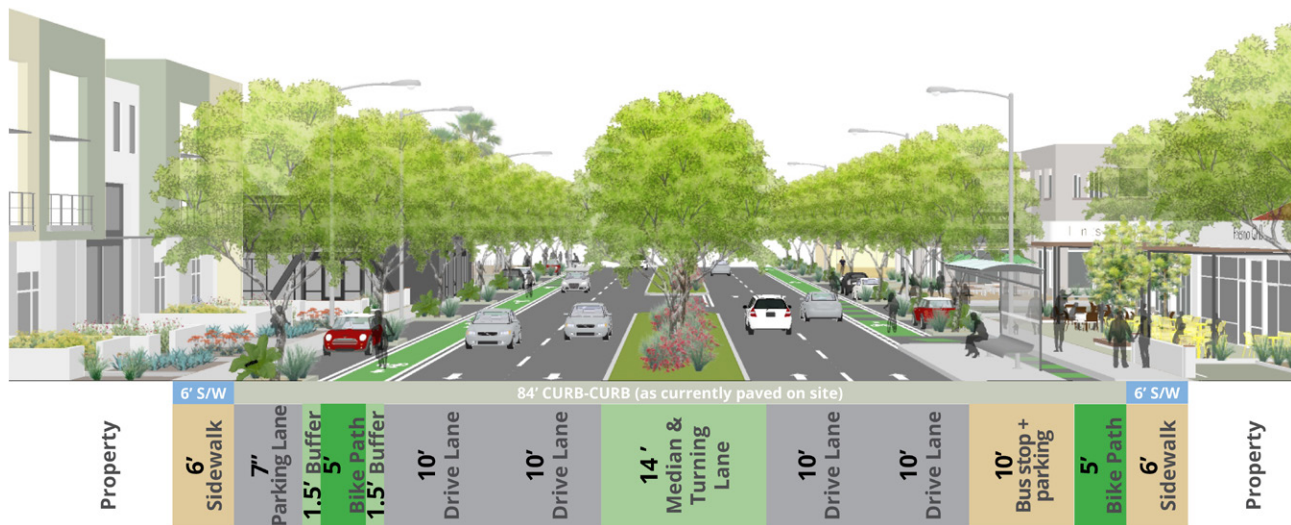 Ins
6' S/W
84' CURB-CURB (as currently paved on site)
6' S/W
Property
6'
Sidewalk
7"
Parking Lane
1.5' Buffer
5'
Bike Path
1.5' Buffer
10'
Drive Lane
10'
Drive Lane
14 '
Median &
Turning
Lane
10'
Drive Lane
10'
Drive Lane
10'
Bus stop +
parking
5'
Bike Path
6'
Sidewalk
Property